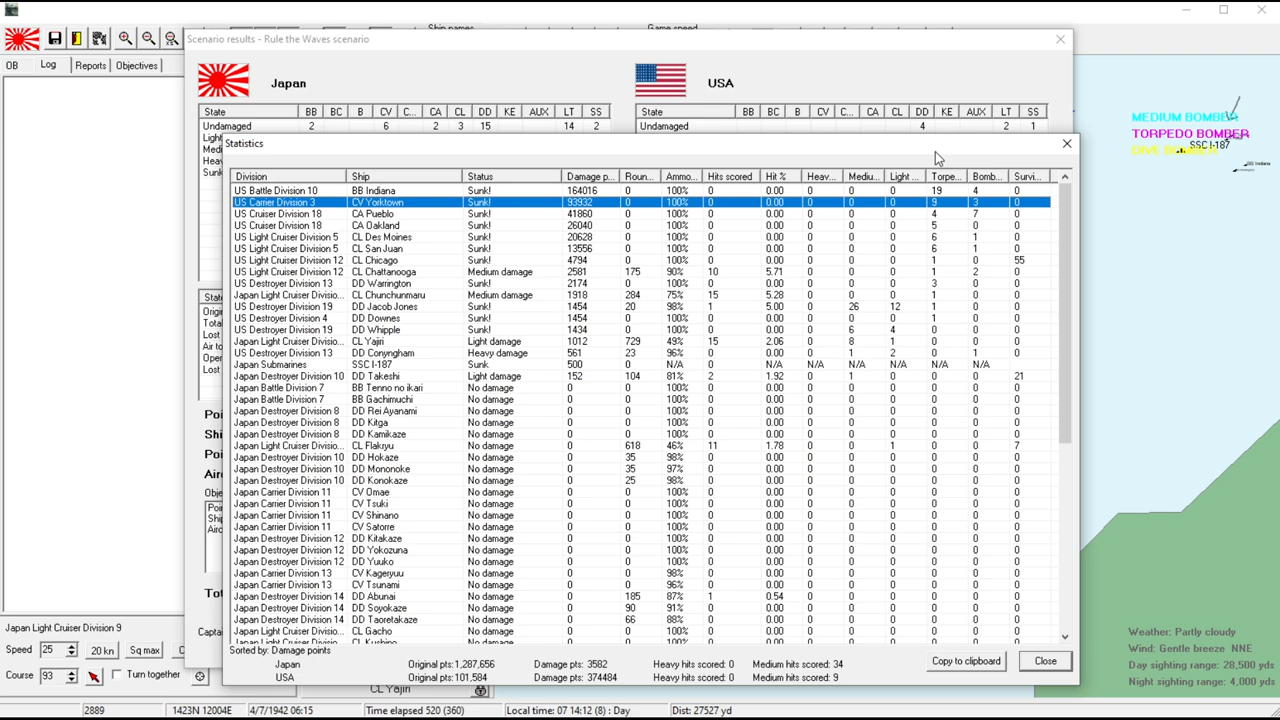 Ship names
Game speed
Scenario results - Rule the Waves scenario
OB Log Reports Objectives
Japan USA
State BB BC B CV C... CA CL DD KE AUX LT SS State BB BC B CV C... CA CL DD KE AUX LT SS
Undamaged 2 6 2 3 15 14 2 Undamaged 4 2 1
MEDIUM BOMBER
TORPEDO BOMBER
SSC I-187
DIVE BOMBER
BB Indiana
Statistics
Division Ship Status Damage p... Roun... Ammo... Hits scored Hit % Heav... Mediu... Light ... Torpe... Bomb... Survi...
US Battle Division 10 BB Indiana Sunk! 164016 0 100% 0 0.00 0 0 0 19 4 0
US Carrier Division 3 CV Yorktown Sunk! 93932 0 100% 0 0.00 0 0 0 9 3 0
US Cruiser Division 18 CA Pueblo Sunk! 41860 0 100% 0 0.00 0 0 0 4 7 0
US Cruiser Division 18 CA Oakland Sunk! 26040 0 100% 0 0.00 0 0 0 5 0 0
US Light Cruiser Division 5 CL Des Moines Sunk! 20628 0 100% 0 0.00 0 0 0 6 1 0
US Light Cruiser Division 5 CL San Juan Sunk! 13556 0 100% 0 0.00 0 0 0 6 1 0
US Light Cruiser Division 12 CL Chicago Sunk! 4794 0 100% 0 0.00 0 0 0 1 0 55
US Light Cruiser Division 12 CL Chattanooga Medium damage 2581 175 90% 10 5.71 0 0 0 1 2 0
US Destroyer Division 13 DD Warrington Sunk! 2174 0 100% 0 0.00 0 0 0 3 0 0
Japan Light Cruiser Divisio... CL Chunchunmaru Medium damage 1918 284 75% 15 5.28 0 0 0 1 0 0
US Destroyer Division 19 DD Jacob Jones Sunk! 1454 20 98% 1 5.00 0 26 12 1 0 0
US Destroyer Division 4 DD Downes Sunk! 1454 0 100% 0 0.00 0 0 0 1 0 0
US Destroyer Division 19 DD Whipple Sunk! 1434 0 100% 0 0.00 0 6 4 0 0 0
Japan Light Cruiser Divisio... CL Yajiri Light damage 1012 729 49% 15 2.06 0 8 1 0 0 0
US Destroyer Division 13 DD Conyngham Heavy damage 561 23 96% 0 0.00 0 1 2 0 1 0
Japan Submarines SSC I-187 Sunk 500 N/A N/A 0 N/A N/A N/A N/A N/A N/A
Japan Destroyer Division 10 DD Takeshi Light damage 152 104 81% 2 1.92 0 1 0 0 0 21
Japan Battle Division 7 BB Tenno no ikari No damage 0 0 100% 0 0.00 0 0 0 0 0 0
Japan Battle Division 7 BB Gachimuchi No damage 0 0 100% 0 0.00 0 0 0 0 0 0
Japan Destroyer Division 8 DD Rei Ayanami No damage 0 0 100% 0 0.00 0 0 0 0 0 0
Japan Destroyer Division 8 DD Kitga No damage 0 0 100% 0 0.00 0 0 0 0 0 0
Japan Destroyer Division 8 DD Kamikaze No damage 0 0 100% 0 0.00 0 0 0 0 0 0
Japan Light Cruiser Divisio... CL Flakiyu No damage 0 618 46% 11 1.78 0 0 1 0 0 7
Japan Destroyer Division 10 DD Hokaze No damage 0 35 98% 0 0.00 0 0 0 0 0 0
Japan Destroyer Division 10 DD Mononoke No damage 0 35 97% 0 0.00 0 0 0 0 0 0
Japan Destroyer Division 10 DD Konokaze No damage 0 25 98% 0 0.00 0 0 0 0 0 0
Japan Carrier Division 11 CV Omae No damage 0 0 100% 0 0.00 0 0 0 0 0 0
Japan Carrier Division 11 CV Tsuki No damage 0 0 100% 0 0.00 0 0 0 0 0 0
Japan Carrier Division 11 CV Shinano No damage 0 0 100% 0 0.00 0 0 0 0 0 0
Japan Carrier Division 11 CV Satorre No damage 0 0 100% 0 0.00 0 0 0 0 0 0
Japan Destroyer Division 12 DD Kitakaze No damage 0 0 100% 0 0.00 0 0 0 0 0 0
Japan Destroyer Division 12 DD Yokozuna No damage 0 0 100% 0 0.00 0 0 0 0 0 0
Japan Destroyer Division 12 DD Yuuko No damage 0 0 100% 0 0.00 0 0 0 0 0 0
Japan Carrier Division 13 CV Kageryuu No damage 0 0 98% 0 0.00 0 0 0 0 0 0
Japan Carrier Division 13 CV Tsunami No damage 0 0 96% 0 0.00 0 0 0 0 0 0
Japan Destroyer Division 14 DD Abunai No damage 0 185 87% 1 0.54 0 0 0 0 0 0
Japan Destroyer Division 14 DD Soyokaze No damage 0 90 91% 0 0.00 0 0 0 0 0 0
Japan Destroyer Division 14 DD Taoretakaze No damage 0 66 88% 0 0.00 0 0 0 0 0 0
Japan Light Cruiser Divisio... CL Gacho No damage 0 0 100% 0 0.00 0 0 0 0 0 0
Sorted by: Damage points
Japan Original pts: 1,287,656 Damage pts: 3582 Heavy hits scored: 0 Medium hits scored: 34
USA Original pts: 101,584 Damage pts: 374484 Heavy hits scored: 0 Medium hits scored: 9
Copy to clipboard Close
Japan Light Cruiser Division 9
Speed 25 20 kn Sq max
Course 93 Turn together
CL Yajiri
Weather: Partly cloudy
Wind: Gentle breeze NNE
Day sighting range: 28,500 yds
Night sighting range: 4,000 yds
2889 1423N 12004E 4/7/1942 06:15 Time elapsed 520 (360) Local time: 07 14:12 (8) : Day Dist: 27527 yd